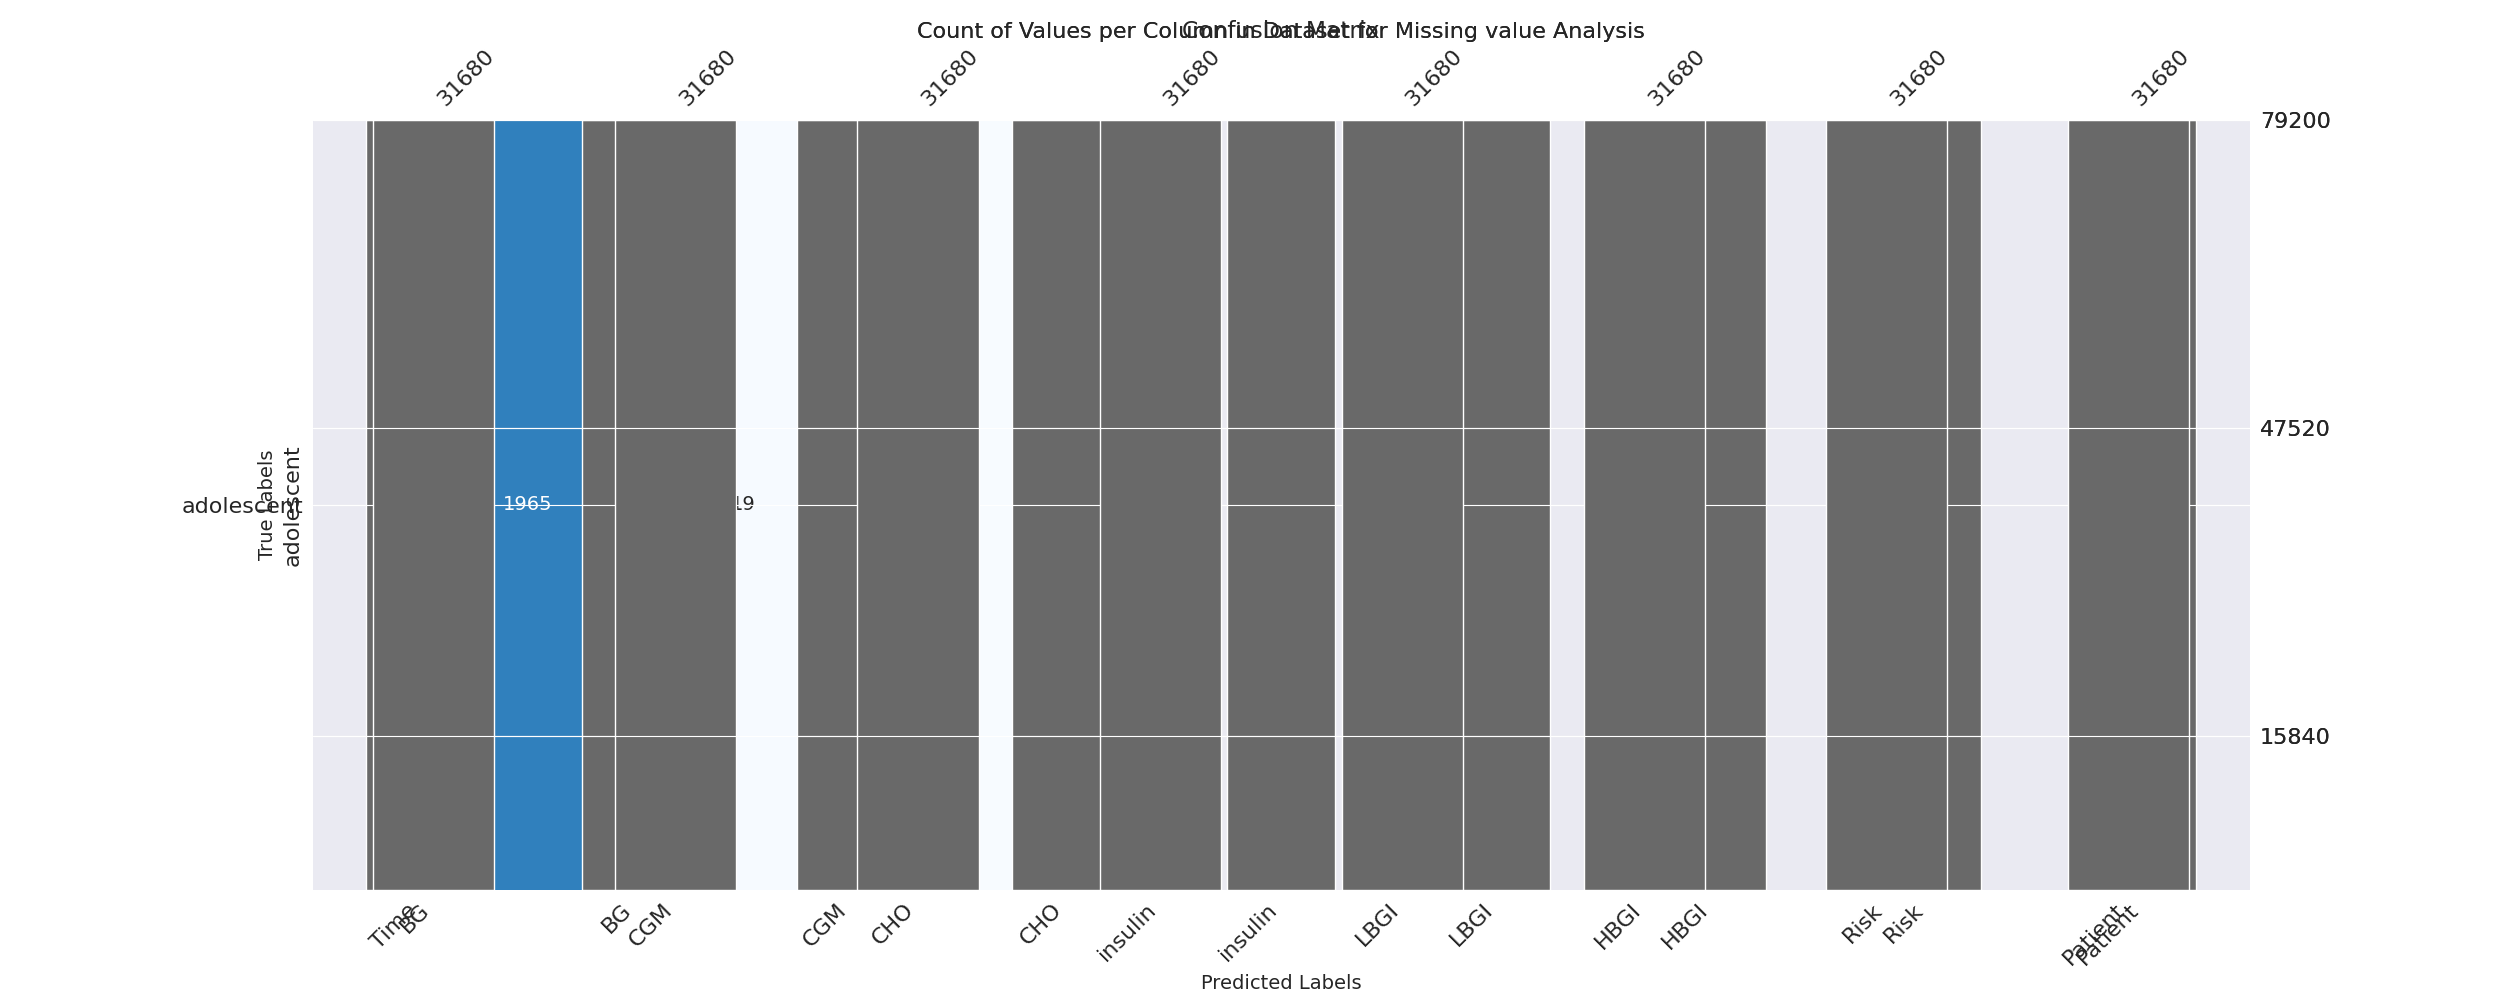 Count of Values per Column in Dataset for Missing value Analysis
Confusion Matrix
31680 31680 31680 31680 31680 31680 31680 31680
79200
47520
True Labels
adolescent
adolescent
1965
19
15840
Time BG BG CGM CGM CHO CHO insulin insulin LBGI LBGI HBGI HBGI Risk Risk Patient Patient
Predicted Labels